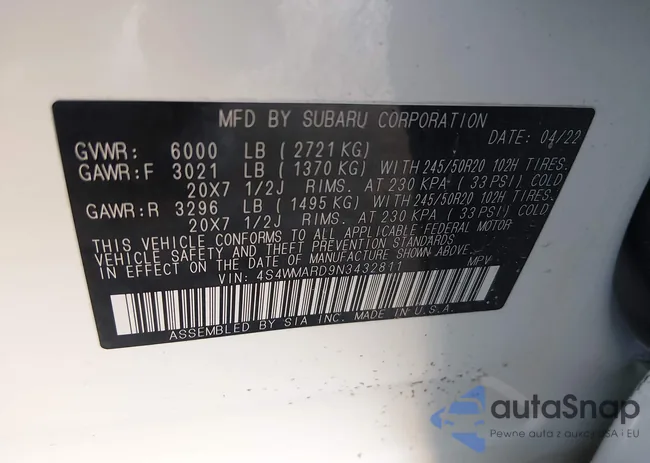 MFD BY SUBARU CORPORATION
DATE: 04/22
GVWR: 6000 LB ( 2721 KG)
GAWR:F 3021 LB ( 1370 KG) WITH 245/50R20 102H TIRES.
20X7 1/2J RIMS. AT 230 KPA ( 33 PSI) COLD
GAWR:R 3296 LB ( 1495 KG) WITH 245/50R20 102H TIRES.
20X7 1/2J RIMS. AT 230 KPA ( 33 PSI) COLD
THIS VEHICLE CONFORMS TO ALL APPLICABLE FEDERAL MOTOR
VEHICLE SAFETY AND THEFT PREVENTION STANDARDS
IN EFFECT ON THE DATE OF MANUFACTURE SHOWN ABOVE.
VIN: 4S4WMARD9N3432811 MPV
ASSEMBLED BY SIA INC. MADE IN U.S.A.
autaSnap
Pewne auta z aukcji USA i EU